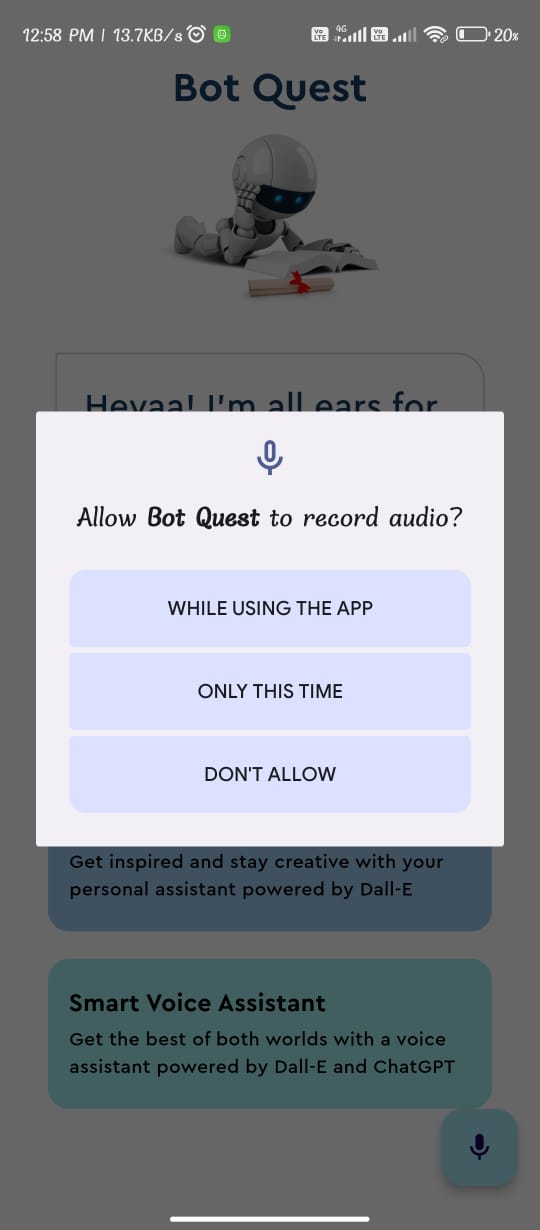 12:58 PM | 13.7KB/s
Vo LTE 4G Vo LTE 20%
Bot Quest
Heyaa! I'm all ears for
Allow Bot Quest to record audio?
WHILE USING THE APP
ONLY THIS TIME
DON'T ALLOW
Get inspired and stay creative with your
personal assistant powered by Dall-E
Smart Voice Assistant
Get the best of both worlds with a voice
assistant powered by Dall-E and ChatGPT